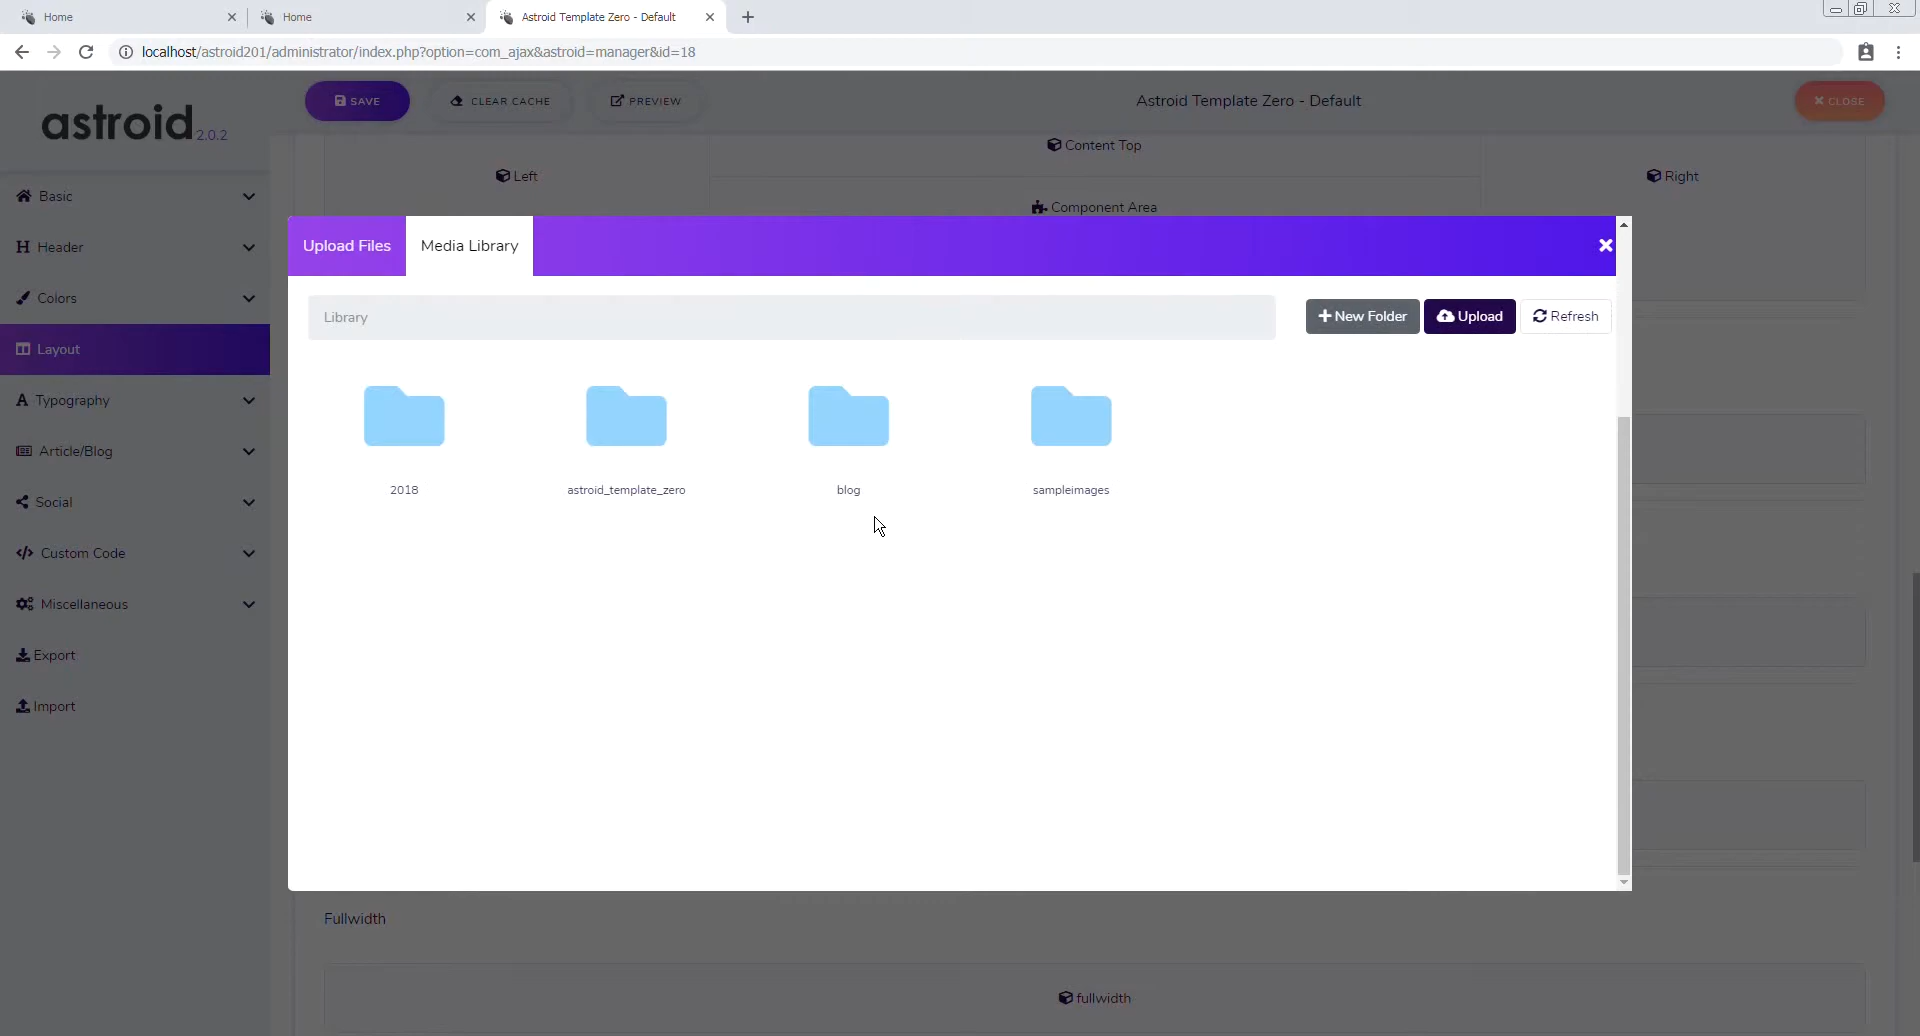 Home
Home
Astroid Template Zero - Default
localhost/astroid201/administrator/index.php?option=com_ajax&astroid=manager&id=18
astroid 2.0.2
SAVE
CLEAR CACHE
PREVIEW
Astroid Template Zero - Default
CLOSE
Basic
Header
Colors
Layout
Typography
Article/Blog
Social
Custom Code
Miscellaneous
Export
Import
Left
Content Top
Component Area
Right
Upload Files
Media Library
Library
New Folder
Upload
Refresh
2018
astroid_template_zero
blog
sampleimages
Fullwidth
fullwidth